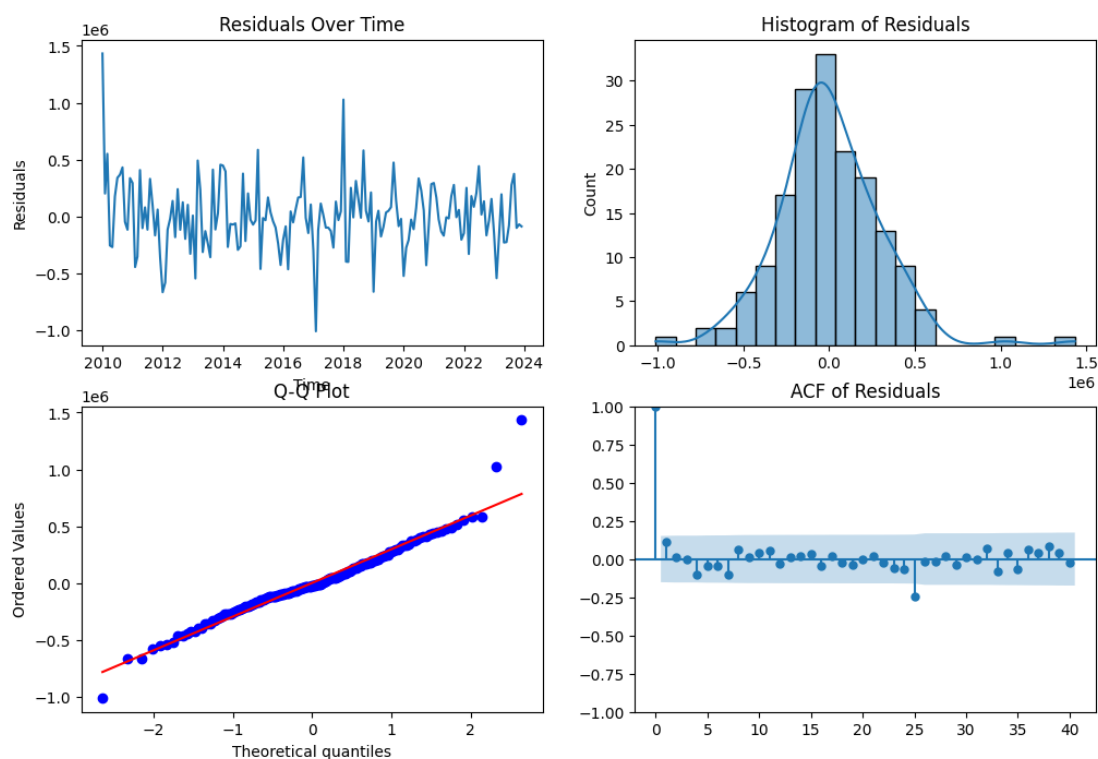 Residuals Over Time
1e6
Residuals
1.5
1.0
0.5
0.0
−0.5
−1.0
2010 2012 2014 2016 2018 2020 2022 2024
Time
Histogram of Residuals
Count
30
25
20
15
10
5
0
−1.0 −0.5 0.0 0.5 1.0 1.5
1e6
Q-Q Plot
1e6
Ordered Values
1.5
1.0
0.5
0.0
−0.5
−1.0
−2 −1 0 1 2
Theoretical quantiles
ACF of Residuals
1.00
0.75
0.50
0.25
0.00
−0.25
−0.50
−0.75
−1.00
0 5 10 15 20 25 30 35 40